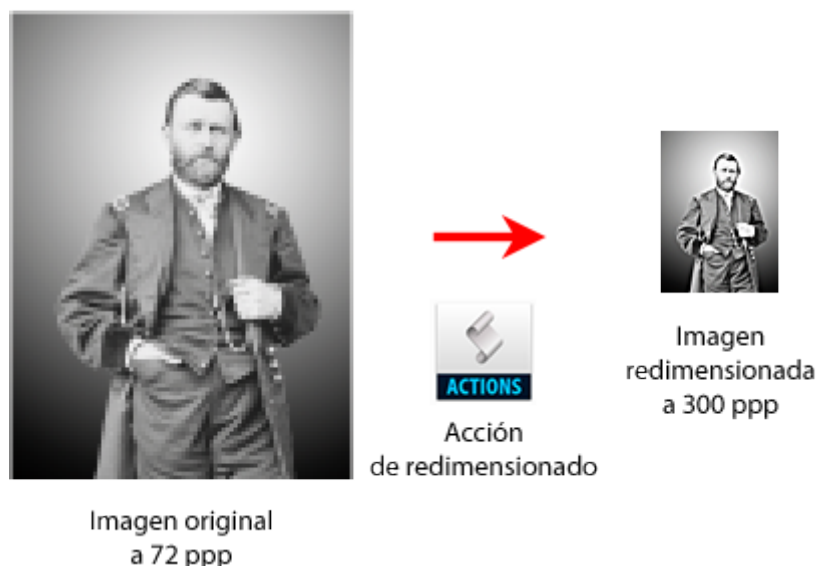 ACTIONS
Acción
de redimensionado
Imagen
redimensionada
a 300 ppp
Imagen original
a 72 ppp